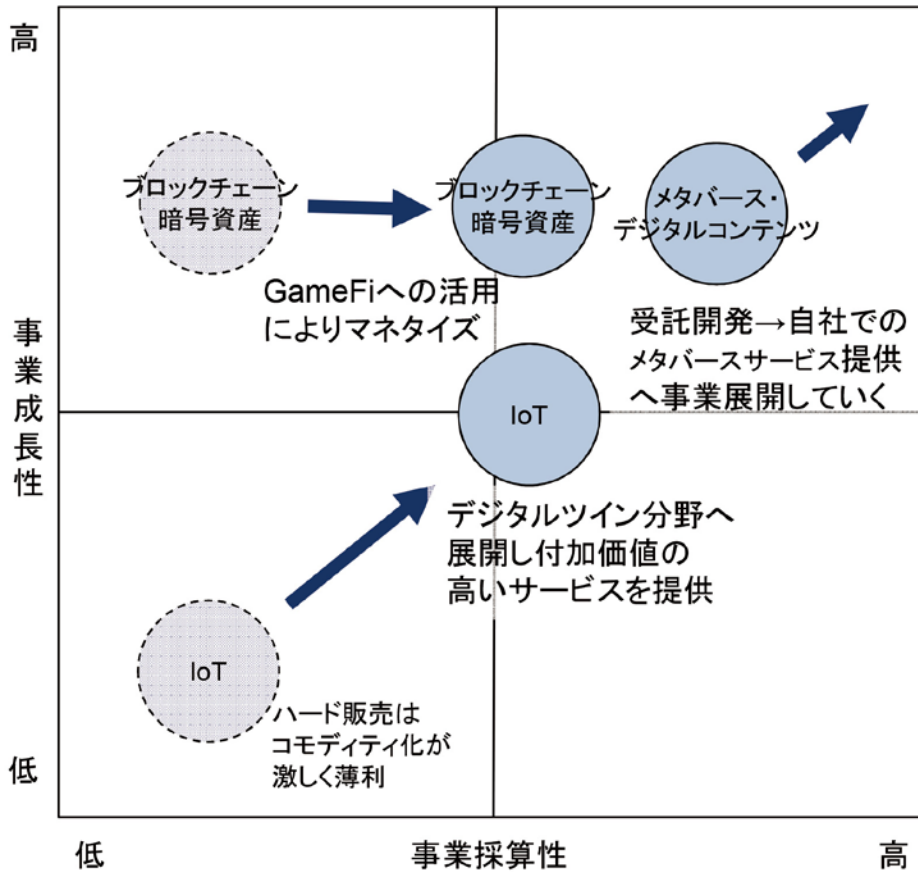 高
ブロックチェーン
暗号資産
ブロックチェーン
暗号資産
メタバース・
デジタルコンテンツ
GameFiへの活用
によりマネタイズ
受託開発→自社での
メタバースサービス提供
へ事業展開していく
事業成長性
IoT
デジタルツイン分野へ
展開し付加価値の
高いサービスを提供
IoT
ハード販売は
コモディティ化が
激しく薄利
低
低
事業採算性
高